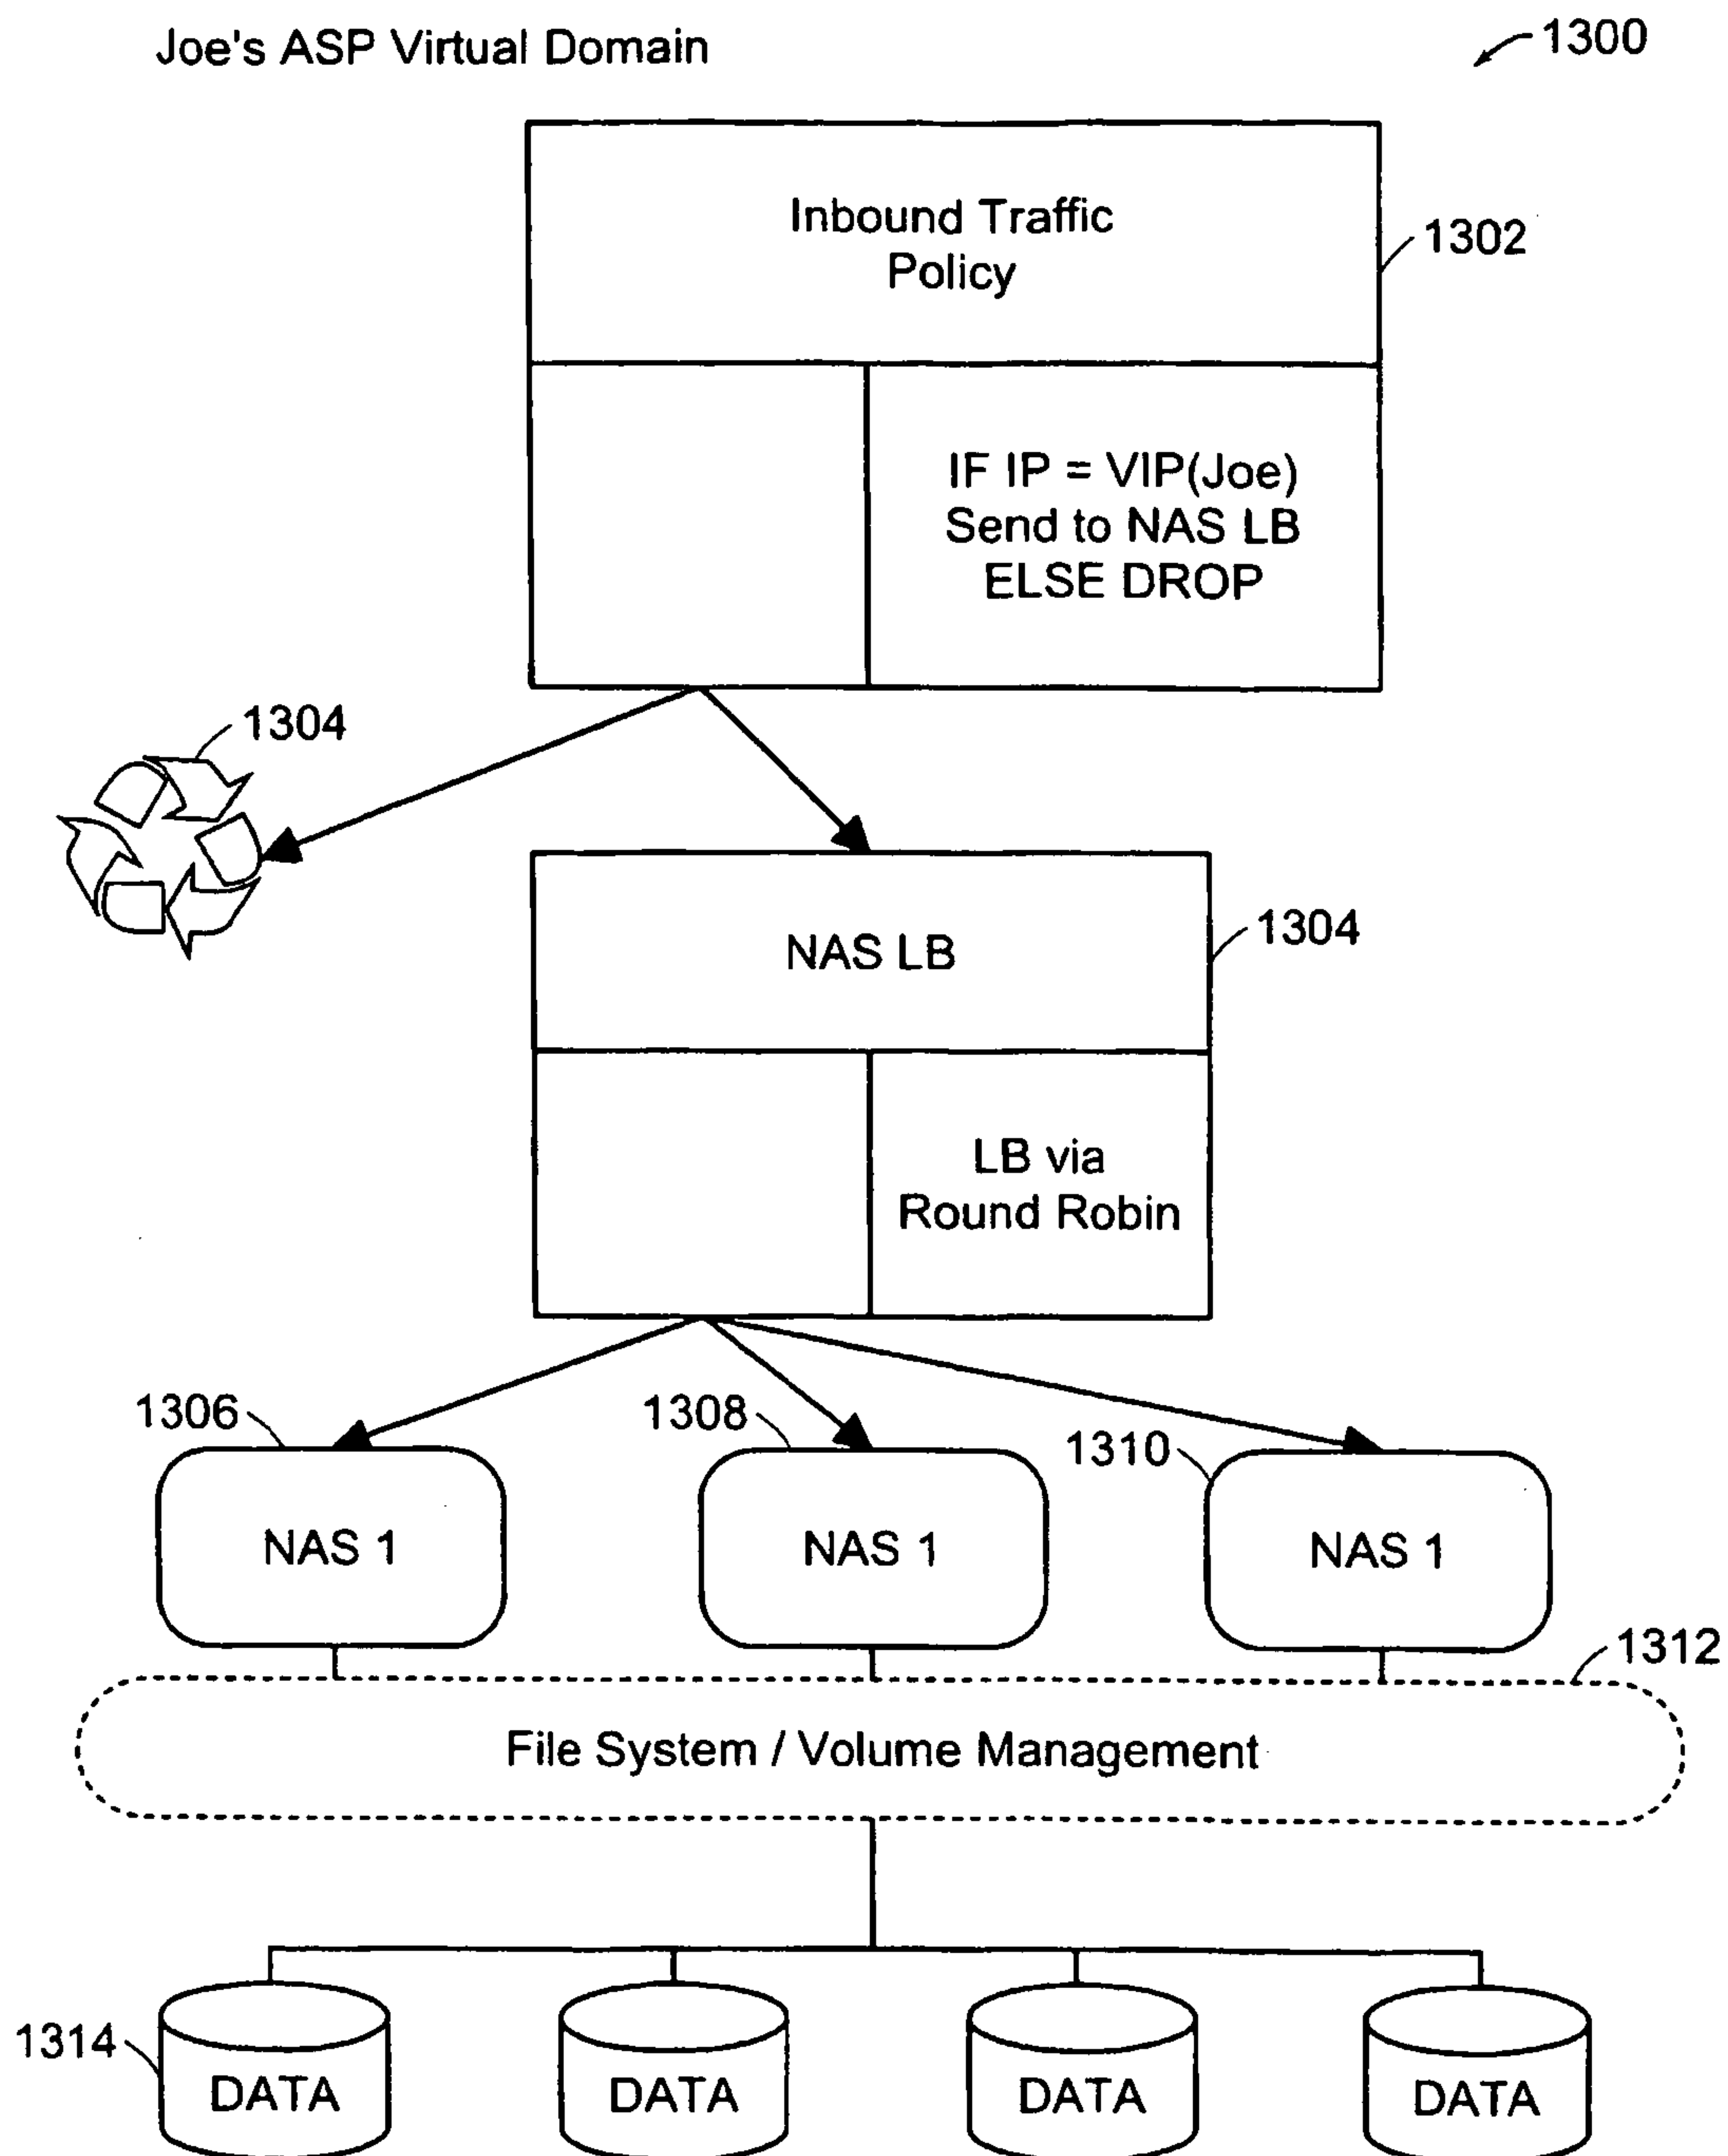 Joe's ASP Virtual Domain
1300
Inbound Traffic
Policy
1302
IF IP = VIP(Joe)
Send to NAS LB
ELSE DROP
1304
NAS LB
1304
LB via
Round Robin
1306
1308
1310
NAS 1
NAS 1
NAS 1
1312
File System / Volume Management
1314
DATA
DATA
DATA
DATA